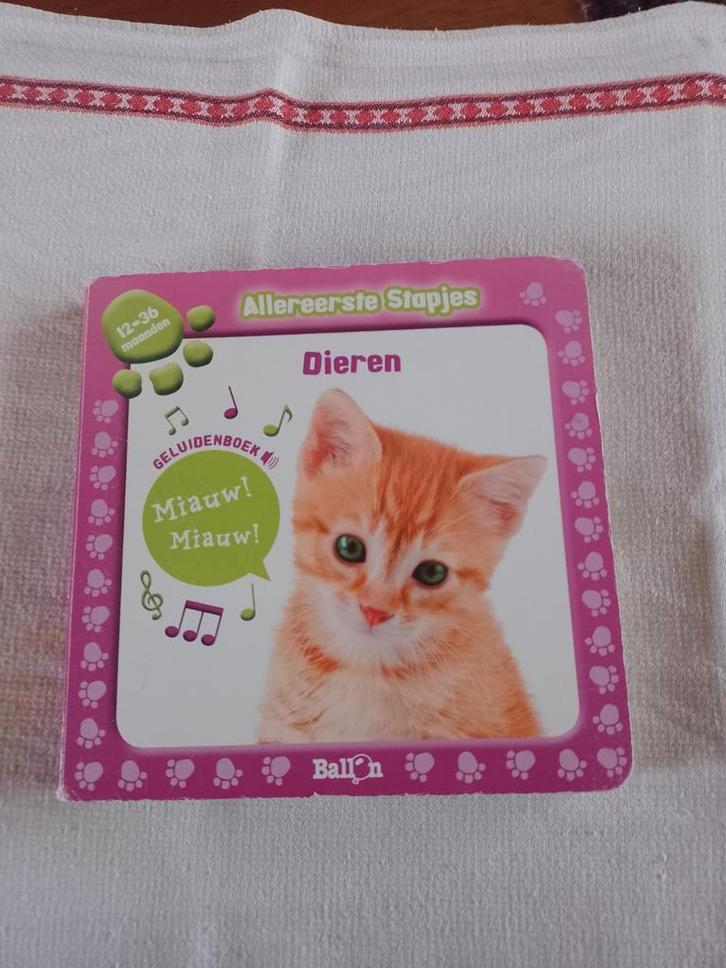 Allereerste Stapjes
12-36
maanden
Dieren
GELUIDENBOEK
Miauw!
Miauw!
Ballon